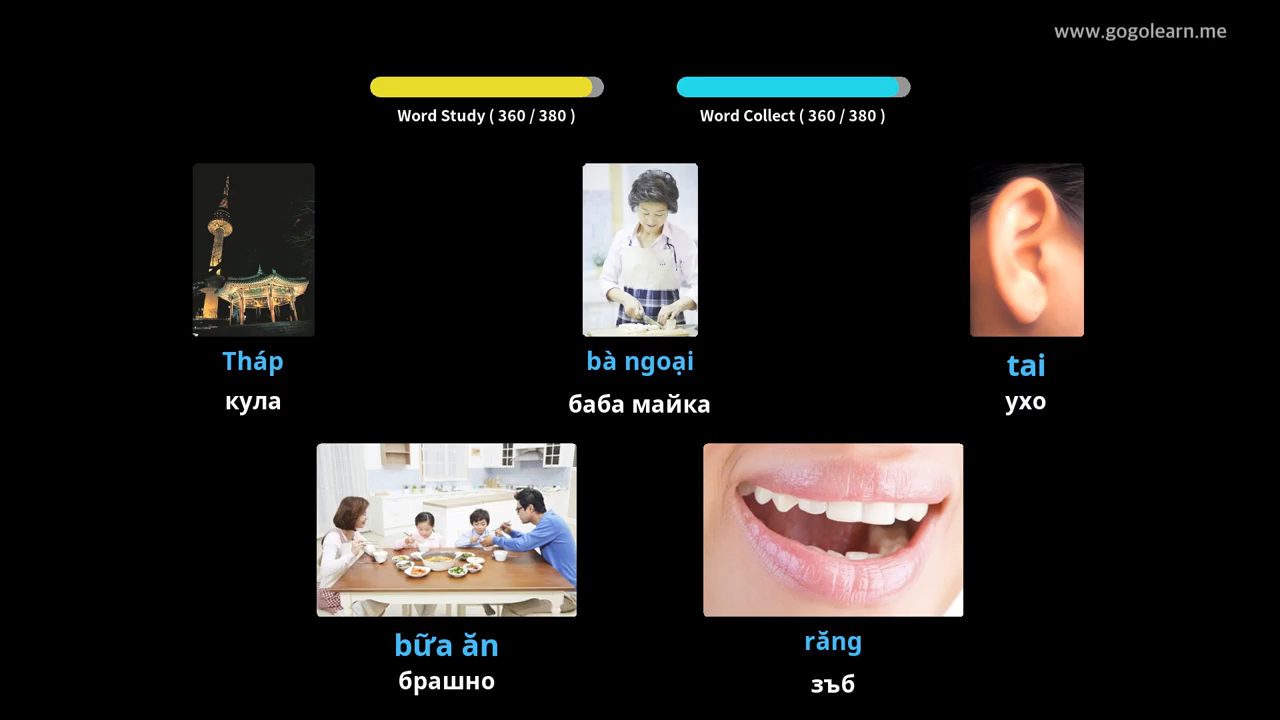 www.gogolearn.me
Word Study ( 360 / 380 )
Word Collect ( 360 / 380 )
Tháp
кула
bà ngoại
баба майка
tai
ухо
bữa ăn
брашно
răng
зъб